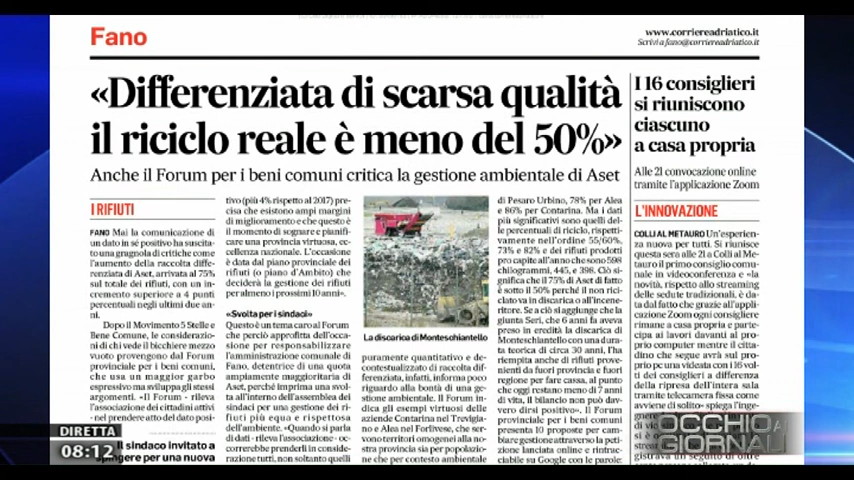 Fano
www.corriereadriatico.it
Scrivi a fano@corriereadriatico.it
«Differenziata di scarsa qualità
il riciclo reale è meno del 50%»
Anche il Forum per i beni comuni critica la gestione ambientale di Aset
I RIFIUTI
FANO Mai la comunicazione di
un dato in sé positivo ha suscita-
to una gragnola di critiche come
l'aumento della raccolta diffe-
renziata di Aset, arrivata al 75%
sul totale dei rifiuti, con un in-
cremento superiore a 4 punti
percentuali negli ultimi due an-
ni.
Dopo il Movimento 5 Stelle e
Bene Comune, le considerazio-
ni di chi vede il bicchiere mezzo
vuoto provengono dal Forum
provinciale per i beni comuni,
che usa un maggior garbo
espressivo ma sviluppa gli stessi
argomenti. «Il Forum - rileva
l'associazione dei cittadini attivi
- nel prendere atto del dato posi-
Il sindaco invitato a
spingere per una nuova
tivo (più 4% rispetto al 2017) pre-
cisa che esistono ampi margini
di miglioramento e che questo è
il momento di sognare e pianifi-
care una provincia virtuosa, ec-
cellenza nazionale. L'occasione
è data dal piano provinciale dei
rifiuti (o piano d'Ambito) che
deciderà la gestione dei rifiuti
per almeno i prossimi 10 anni».
«Svolta per i sindaci»
Questo è un tema caro al Forum
che perciò approfitta dell'occa-
sione per responsabilizzare
l'amministrazione comunale di
Fano, detentrice di una quota
ampiamente maggioritaria di
Aset, perché imprima una svol-
ta all'interno dell'assemblea dei
sindaci per una gestione dei ri-
fiuti più equa e rispettosa
dell'ambiente. «Quando si parla
di dati - rileva l'associazione - oc-
correrebbe prenderli in conside-
razione tutti, non soltanto quelli
La discarica di Monteschiantello
puramente quantitativo e de-
contestualizzato di raccolta dif-
ferenziata, infatti, informa poco
riguardo alla bontà di una ge-
stione ambientale. Il Forum in-
dica gli esempi virtuosi delle
aziende Contarina nel Trevigia-
no e Alea nel Forlivese, che ser-
vono territori omogenei alla no-
stra provincia sia per popolazio-
ne che per contesto ambientale
di Pesaro Urbino, 78% per Alea
e 86% per Contarina. Ma i dati
più significativi sono quelli del-
le percentuali di riciclo, rispetti-
vamente nell'ordine 55/60%,
73% e 82% e dei rifiuti prodotti
pro capite all'anno che sono 598
chilogrammi, 445, e 398. Ciò si-
gnifica che il 75% di Aset di fatto
è sotto il 50% perché il non rici-
clato va in discarica o all'incene-
ritore. Se a ciò si aggiunge che la
giunta Seri, che 6 anni fa aveva
preso in eredità la discarica di
Monteschiantello con una dura-
ta teorica di circa 30 anni, l'ha
riempita anche di rifiuti prove-
nienti da fuori provincia e fuori
regione per fare cassa, al punto
che oggi restano meno di 7 anni
di vita, il bilancio non può dav-
vero dirsi positivo». Il Forum
provinciale per i beni comuni
presenta 10 proposte per cam-
biare gestione attraverso la peti-
zione lanciata online e rintrac-
ciabile su Google con le parole:
I 16 consiglieri
si riuniscono
ciascuno
a casa propria
Alle 21 convocazione online
tramite l'applicazione Zoom
L'INNOVAZIONE
COLLI AL METAURO Un'esperien-
za nuova per tutti. Si riunisce
questa sera alle 21 a Colli al Me-
tauro il primo consiglio comu-
nale in videoconferenza e «la
novità, rispetto allo streaming
delle sedute tradizionali, è da-
ta dal fatto che grazie all'appli-
cazione Zoom ogni consigliere
rimane a casa propria e parte-
cipa ai lavori davanti al pro-
prio computer mentre il citta-
dino che segue avrà sul pro-
prio pc una videata con i 16 vol-
ti dei consiglieri a differenza
della ripresa dell'intera sala
tramite telecamera fissa come
avviene di solito» spiega l'inge-
DIRETTA
08:12
OCCHIO AI
GIORNALI